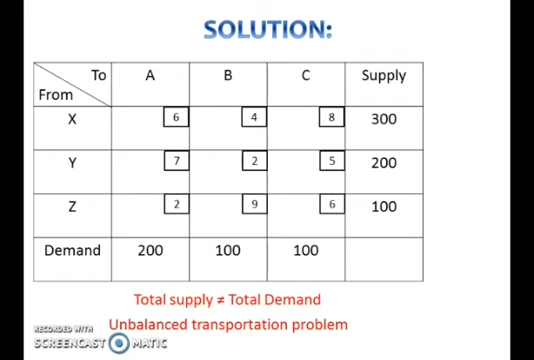 SOLUTION:
To A B C Supply
From
X 6 4 8 300
Y 7 2 5 200
Z 2 9 6 100
Demand 200 100 100
Total supply ≠ Total Demand
Unbalanced transportation problem
RECORDED WITH
SCREENCAST MATIC